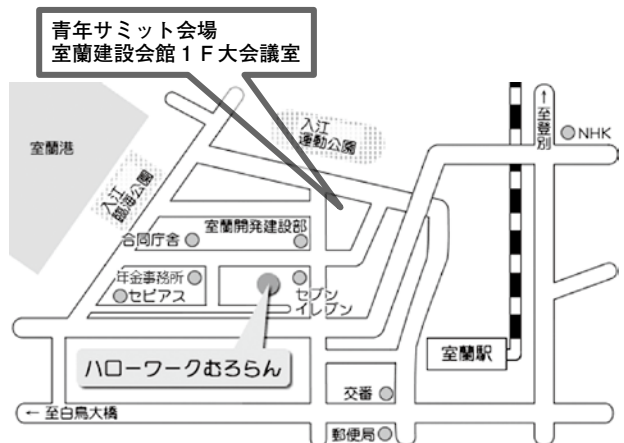 青年サミット会場
室蘭建設会館1F大会議室
室蘭港
入江
臨海公園
入江
運動公園
↑至登別
NHK
合同庁舎
室蘭開発建設部
年金事務所
セピアス
セブン
イレブン
ハローワークむろらん
室蘭駅
交番
← 至白鳥大橋
郵便局